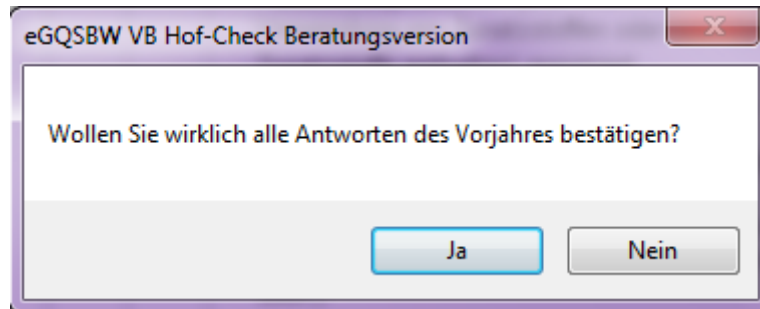 eGQSBW VB Hof-Check Beratungsversion
Wollen Sie wirklich alle Antworten des Vorjahres bestätigen?
Ja Nein